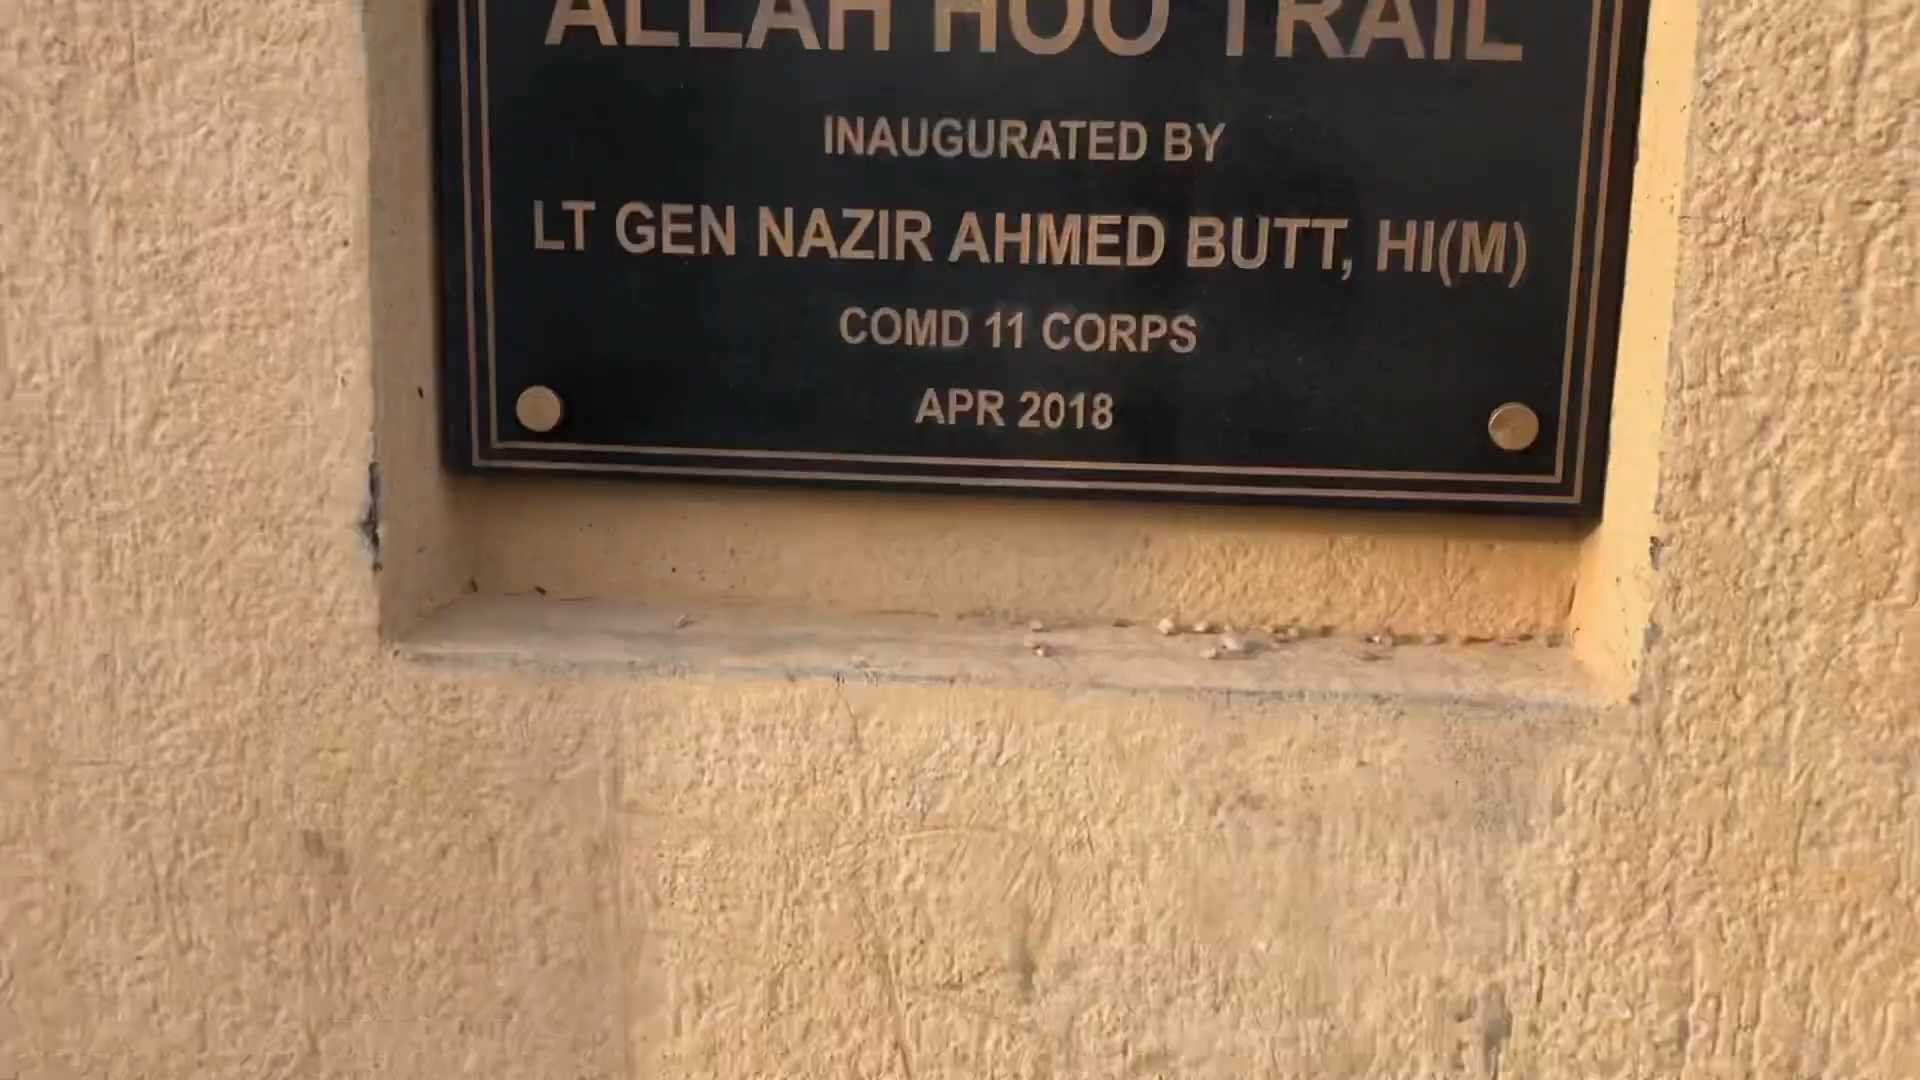 ALLAH HOO TRAIL
INAUGURATED BY
LT GEN NAZIR AHMED BUTT, HI(M)
COMD 11 CORPS
APR 2018